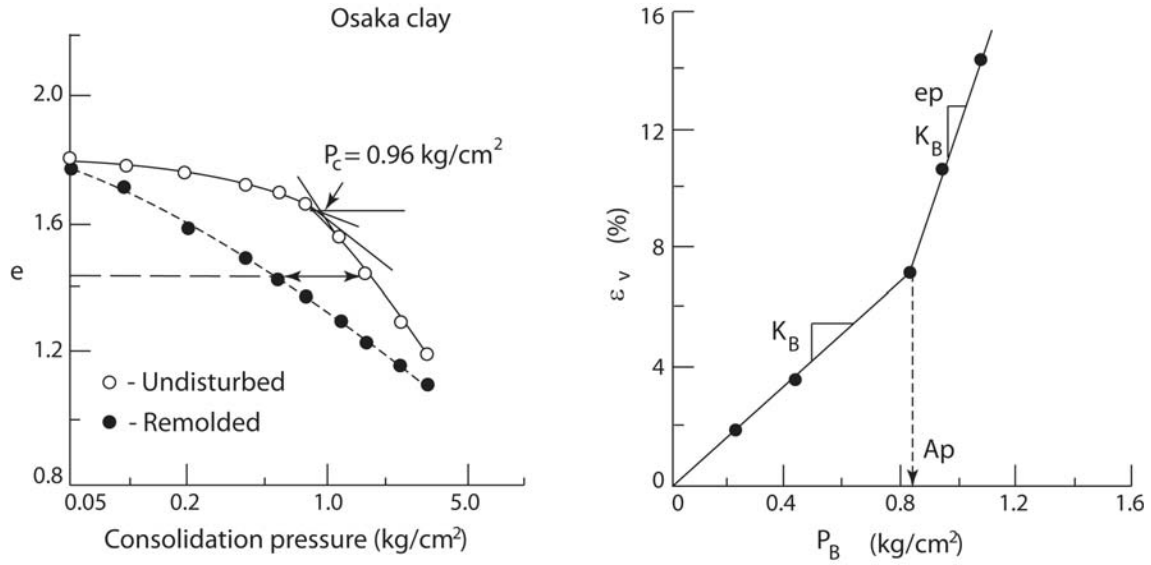 Osaka clay
2.0
1.6
e
1.2
0.8
P_c = 0.96 kg/cm²
○ - Undisturbed
● - Remolded
0.05 0.2 1.0 5.0
Consolidation pressure (kg/cm²)
16
12
8
4
0
ε_v (%)
ep
K_B
K_B
Ap
0 0.4 0.8 1.2 1.6
P_B (kg/cm²)